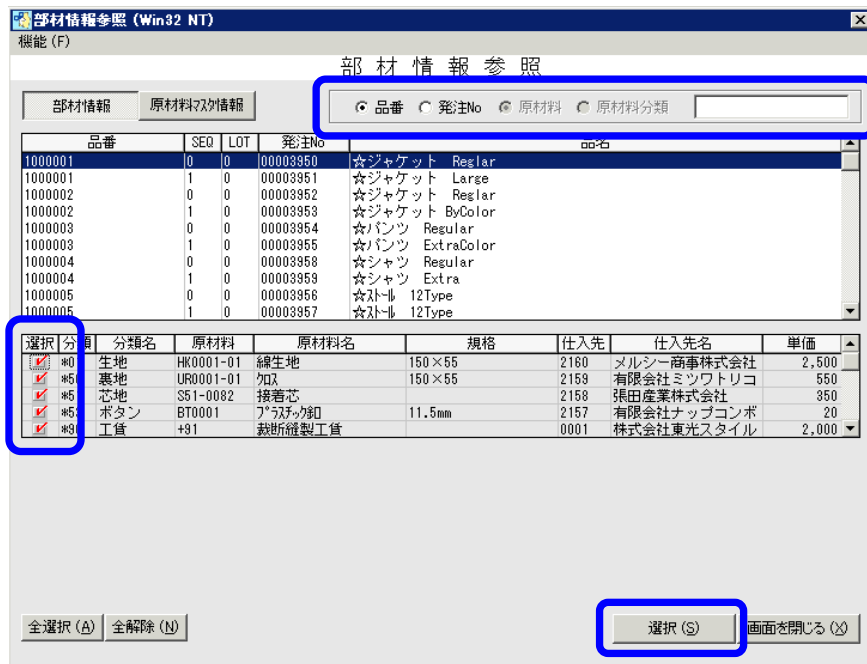 部材情報参照 (Win32 NT)
機能(F)
部 材 情 報 参 照
部材情報 原材料ﾏｽﾀ情報 品番 発注No 原材料 原材料分類
品番 SEQ LOT 発注No 品名
1000001 0 0 00003950 ☆ジャケット Reglar
1000001 1 0 00003951 ☆ジャケット Large
1000002 0 0 00003952 ☆ジャケット Reglar
1000002 1 0 00003953 ☆ジャケット ByColor
1000003 0 0 00003954 ☆パンツ Regular
1000003 1 0 00003955 ☆パンツ ExtraColor
1000004 0 0 00003958 ☆シャツ Regular
1000004 1 0 00003959 ☆シャツ Extra
1000005 0 0 00003956 ☆ｽﾄｰﾙ 12Type
1000005 1 0 00003957 ☆ｽﾄｰﾙ 12Type
選択 分類 分類名 原材料 原材料名 規格 仕入先 仕入先名 単価
*0 生地 HK0001-01 綿生地 150×55 2160 メルシー商事株式会社 2,500
*50 裏地 UR0001-01 ｸﾛｽ 150×55 2159 有限会社ミツワトリコ 550
*5 芯地 S51-0082 接着芯 2158 張田産業株式会社 350
*53 ボタン BT0001 ﾌﾟﾗｽﾁｯｸ釦 11.5mm 2157 有限会社ナップコンボ 20
*90 工賃 +91 裁断縫製工賃 0001 株式会社東光スタイル 2,000
全選択(A) 全解除(N) 選択(S) 画面を閉じる(X)